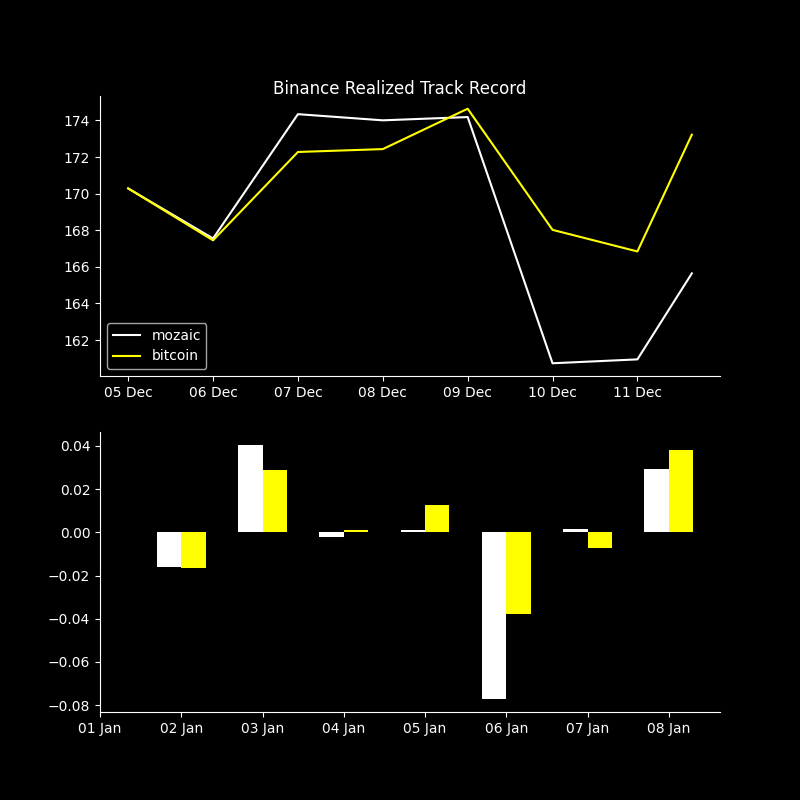 Binance Realized Track Record
174
172
170
168
166
164
162
mozaic
bitcoin
05 Dec 06 Dec 07 Dec 08 Dec 09 Dec 10 Dec 11 Dec
0.04
0.02
0.00
−0.02
−0.04
−0.06
−0.08
01 Jan 02 Jan 03 Jan 04 Jan 05 Jan 06 Jan 07 Jan 08 Jan